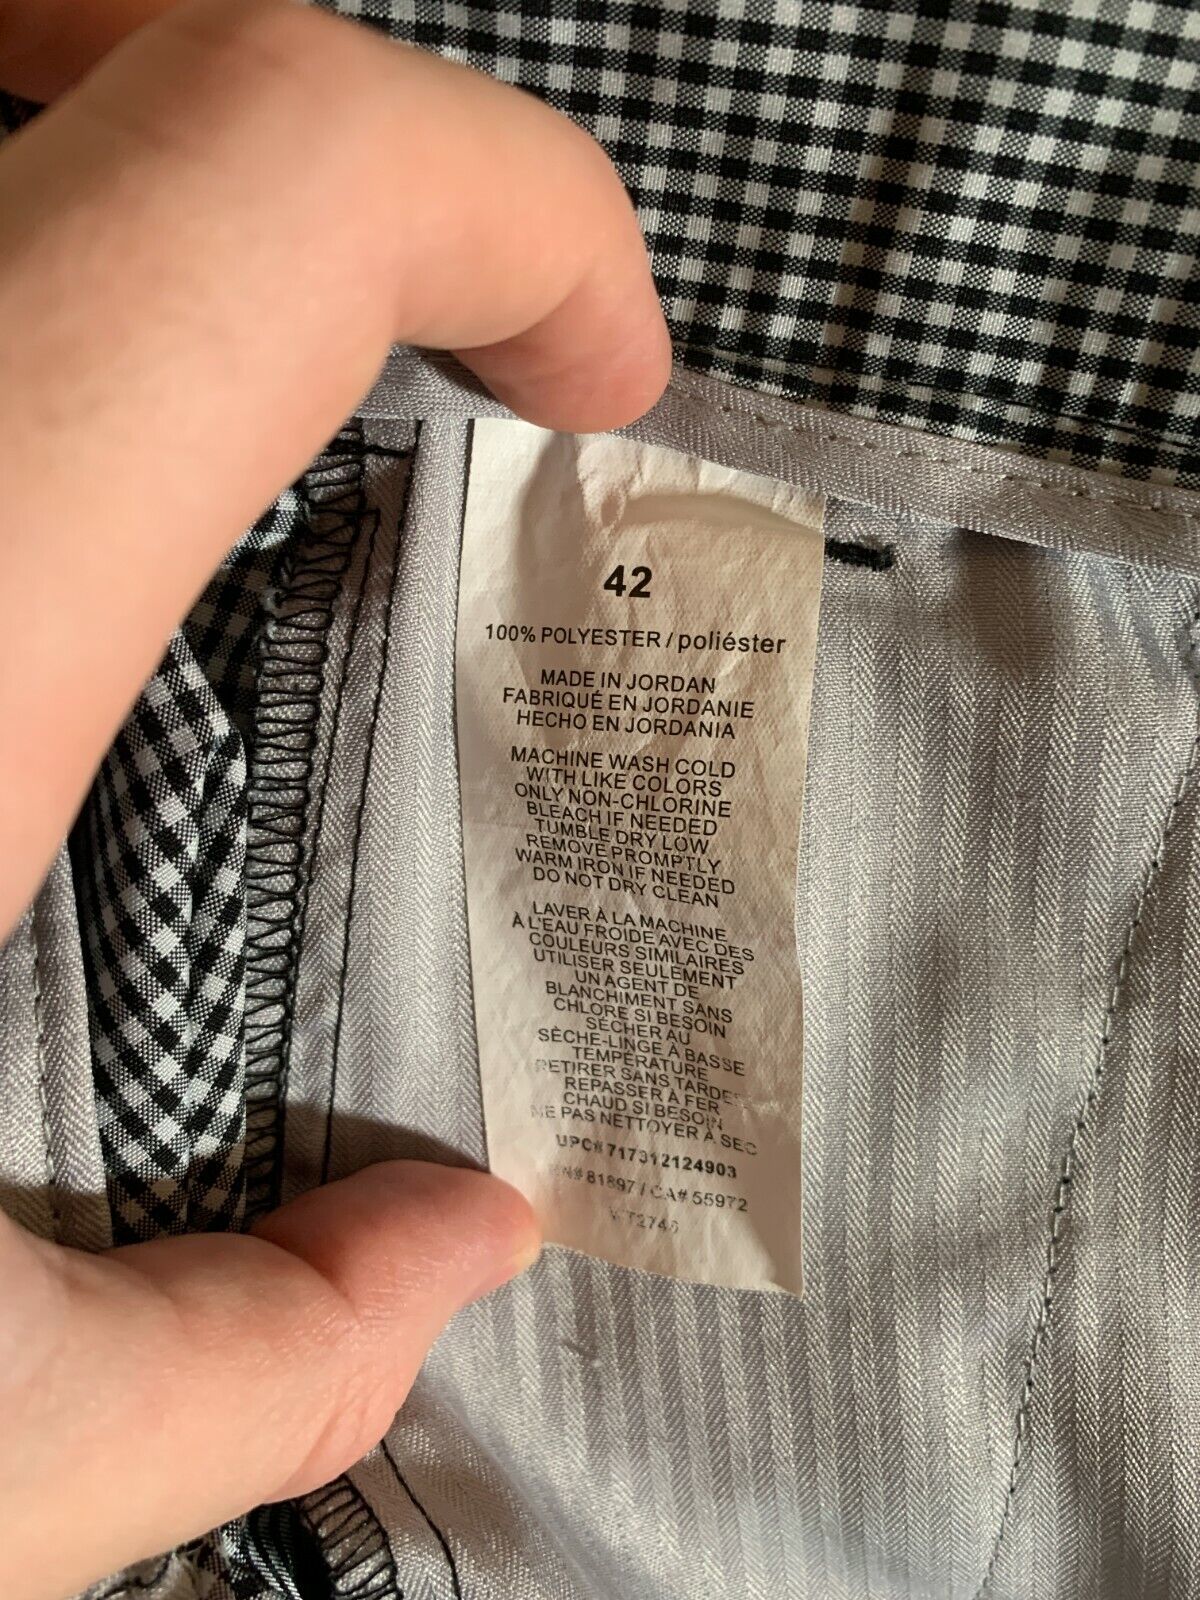 42
100% POLYESTER / poliéster
MADE IN JORDAN
FABRIQUÉ EN JORDANIE
HECHO EN JORDANIA
MACHINE WASH COLD
WITH LIKE COLORS
ONLY NON-CHLORINE
BLEACH IF NEEDED
TUMBLE DRY LOW
REMOVE PROMPTLY
WARM IRON IF NEEDED
DO NOT DRY CLEAN
LAVER À LA MACHINE
À L'EAU FROIDE AVEC DES
COULEURS SIMILAIRES
UTILISER SEULEMENT
UN AGENT DE
BLANCHIMENT SANS
CHLORE SI BESOIN
SÉCHER AU
SÈCHE-LINGE À BASSE
TEMPÉRATURE
RETIRER SANS TARDER
REPASSER À FER
CHAUD SI BESOIN
NE PAS NETTOYER À SEC
UPC# 717312124903
RN# 81897 / CA# 55972